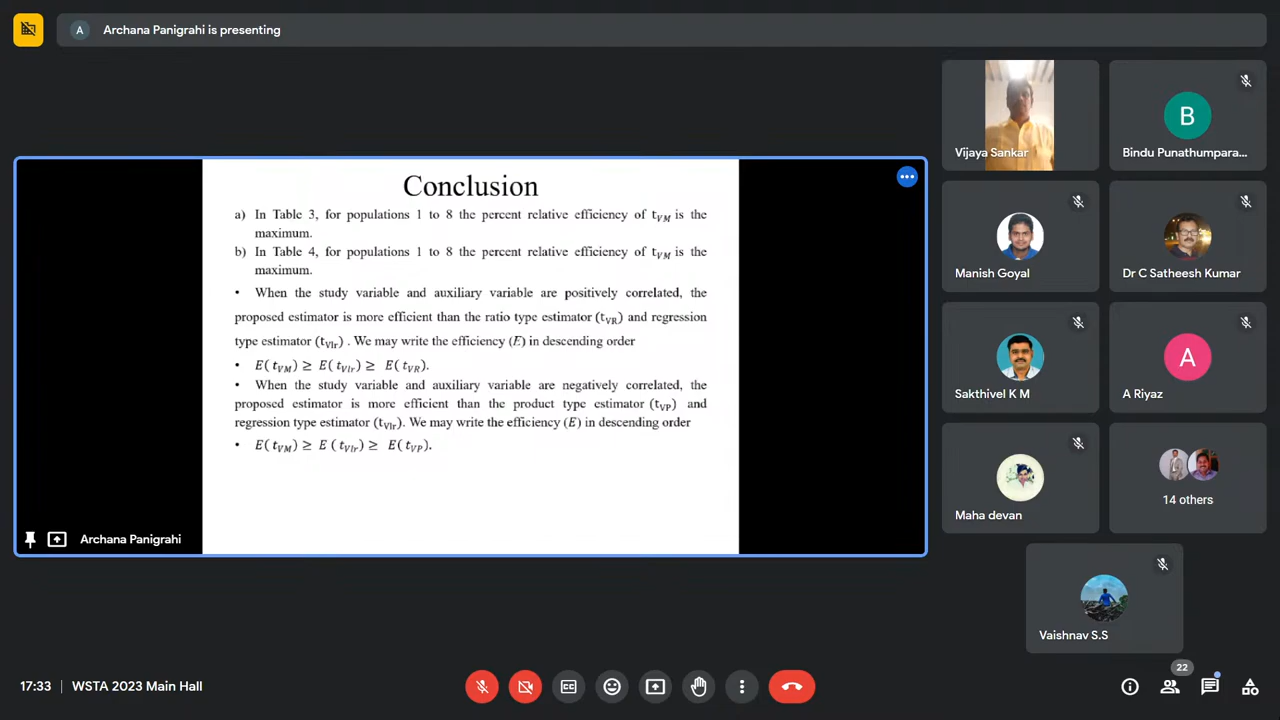 A
Archana Panigrahi is presenting
Conclusion
a) In Table 3, for populations 1 to 8 the percent relative efficiency of t_VM is the
maximum.
b) In Table 4, for populations 1 to 8 the percent relative efficiency of t_VM is the
maximum.
• When the study variable and auxiliary variable are positively correlated, the
proposed estimator is more efficient than the ratio type estimator (t_VR) and regression
type estimator (t_Vlr) . We may write the efficiency (E) in descending order
• E( t_VM) ≥ E( t_Vlr) ≥ E( t_VR).
• When the study variable and auxiliary variable are negatively correlated, the
proposed estimator is more efficient than the product type estimator (t_VP) and
regression type estimator (t_Vlr). We may write the efficiency (E) in descending order
• E( t_VM) ≥ E ( t_Vlr) ≥ E( t_VP).
Archana Panigrahi
Vijaya Sankar
B
Bindu Punathumpara...
Manish Goyal
Dr C Satheesh Kumar
Sakthivel K M
A
A Riyaz
Maha devan
14 others
Vaishnav S.S
17:33 | WSTA 2023 Main Hall
22